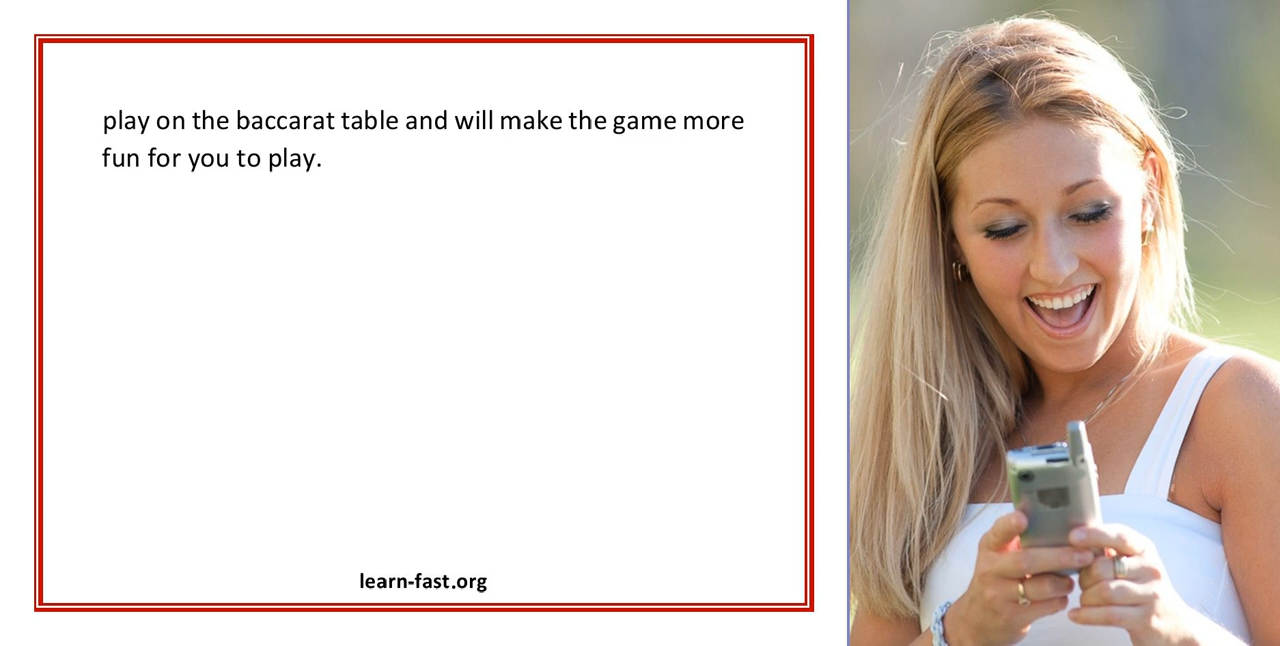 play on the baccarat table and will make the game more
fun for you to play.
learn-fast.org